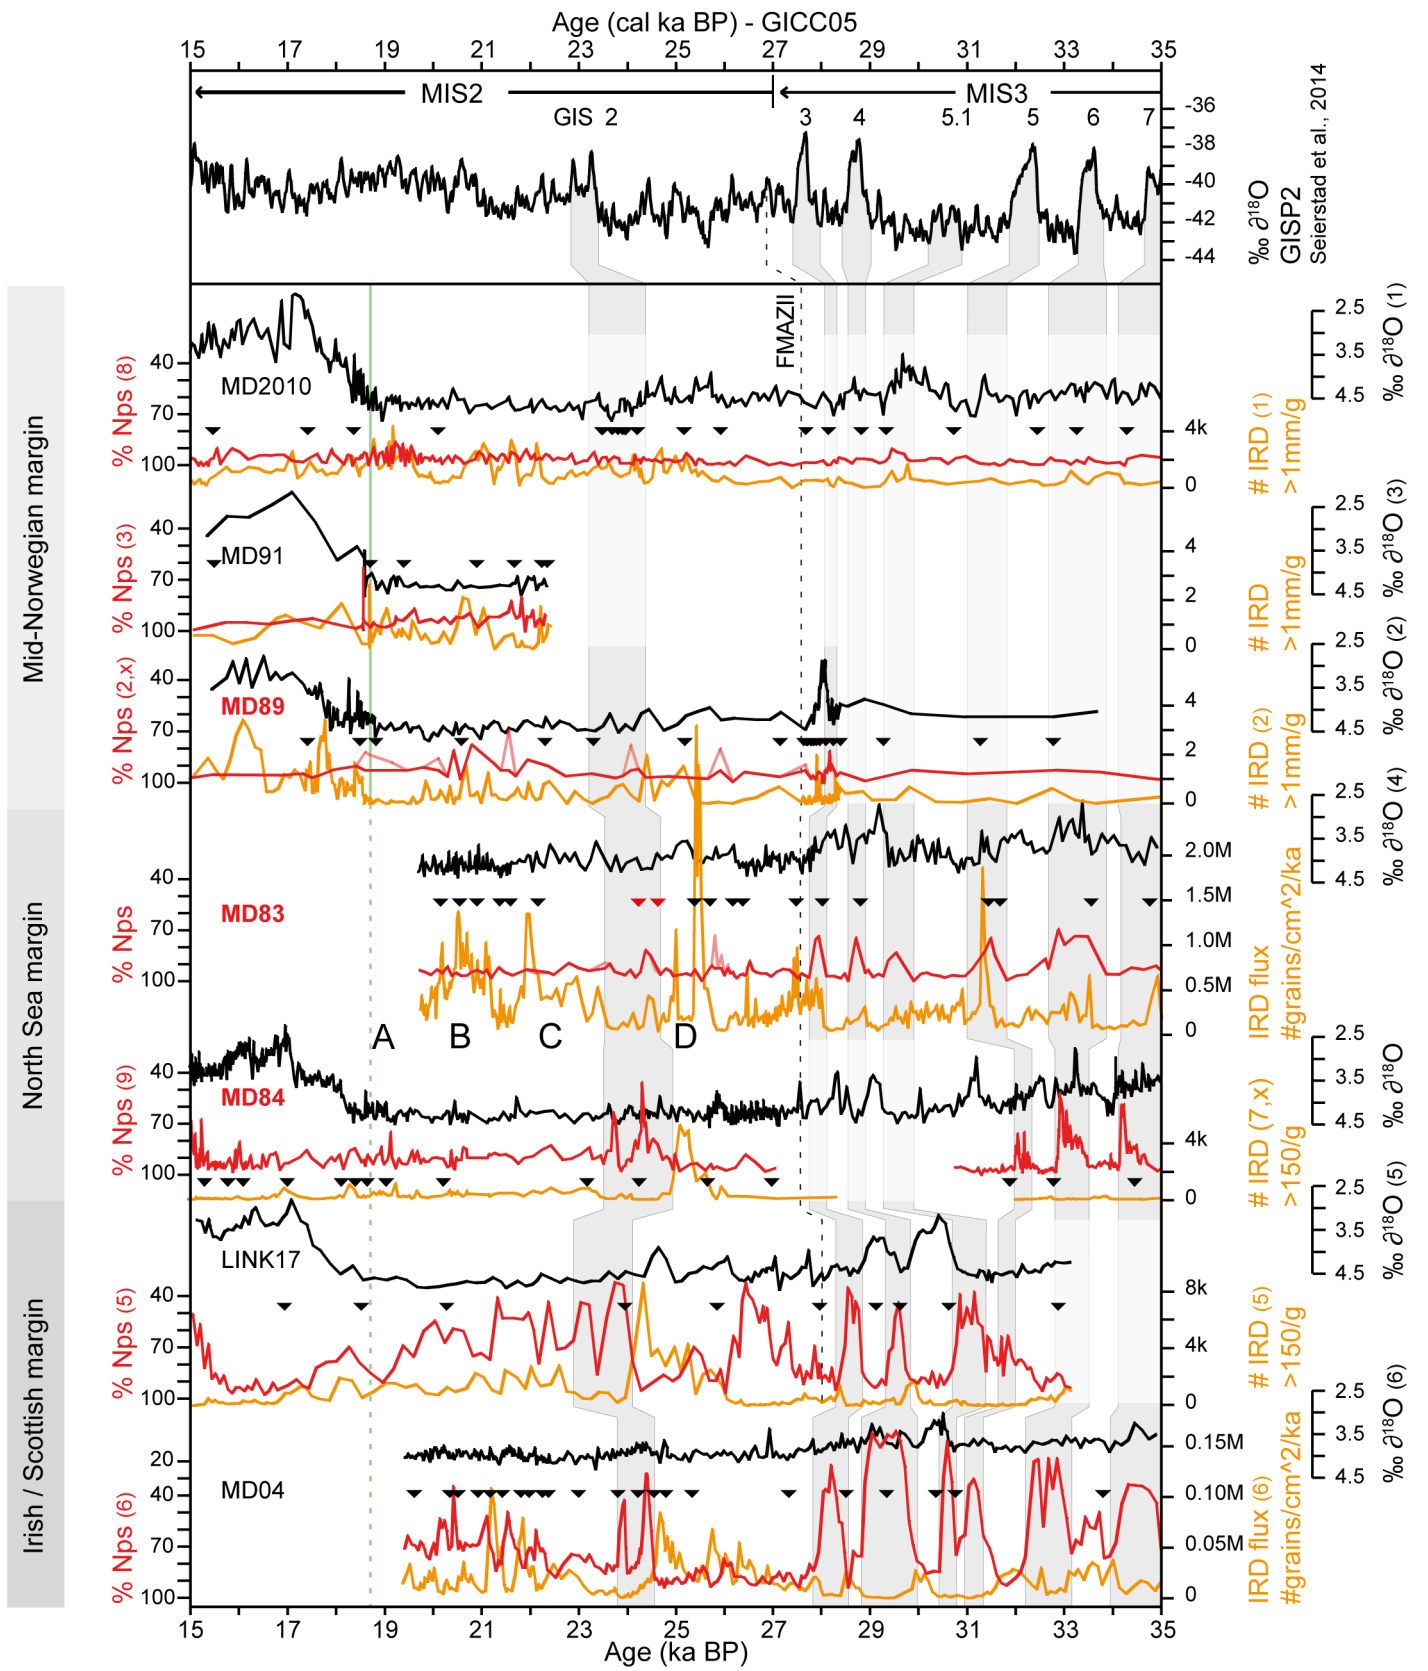 Age (cal ka BP) - GICC05
15 17 19 21 23 25 27 29 31 33 35
MIS2 MIS3
GIS 2 3 4 5.1 5 6 7
-36
-38
-40
-42
-44
‰ ∂18O
GISP2
Seierstad et al., 2014
Mid-Norwegian margin
North Sea margin
Irish / Scottish margin
FMAZII
% Nps (8)
40
70
100
MD2010
4k
0
# IRD (1)
>1mm/g
2.5
3.5
4.5
‰ ∂18O (1)
% Nps (3)
40
70
100
MD91
4
2
0
# IRD
>1mm/g
2.5
3.5
4.5
‰ ∂18O (3)
% Nps (2,x)
40
70
100
MD89
4
2
0
# IRD (2)
>1mm/g
2.5
3.5
4.5
‰ ∂18O (2)
% Nps
40
70
100
MD83
2.0M
1.5M
1.0M
0.5M
0
IRD flux
#grains/cm^2/ka
2.5
3.5
4.5
‰ ∂18O (4)
A B C D
% Nps (9)
40
70
100
MD84
4k
0
# IRD (7,x)
>150/g
2.5
3.5
4.5
‰ ∂18O
% Nps (5)
40
70
100
LINK17
8k
4k
0
# IRD (5)
>150/g
2.5
3.5
4.5
‰ ∂18O (5)
% Nps (6)
20
40
70
100
MD04
0.15M
0.10M
0.05M
0
IRD flux (6)
#grains/cm^2/ka
2.5
3.5
4.5
‰ ∂18O (6)
15 17 19 21 23 25 27 29 31 33 35
Age (ka BP)